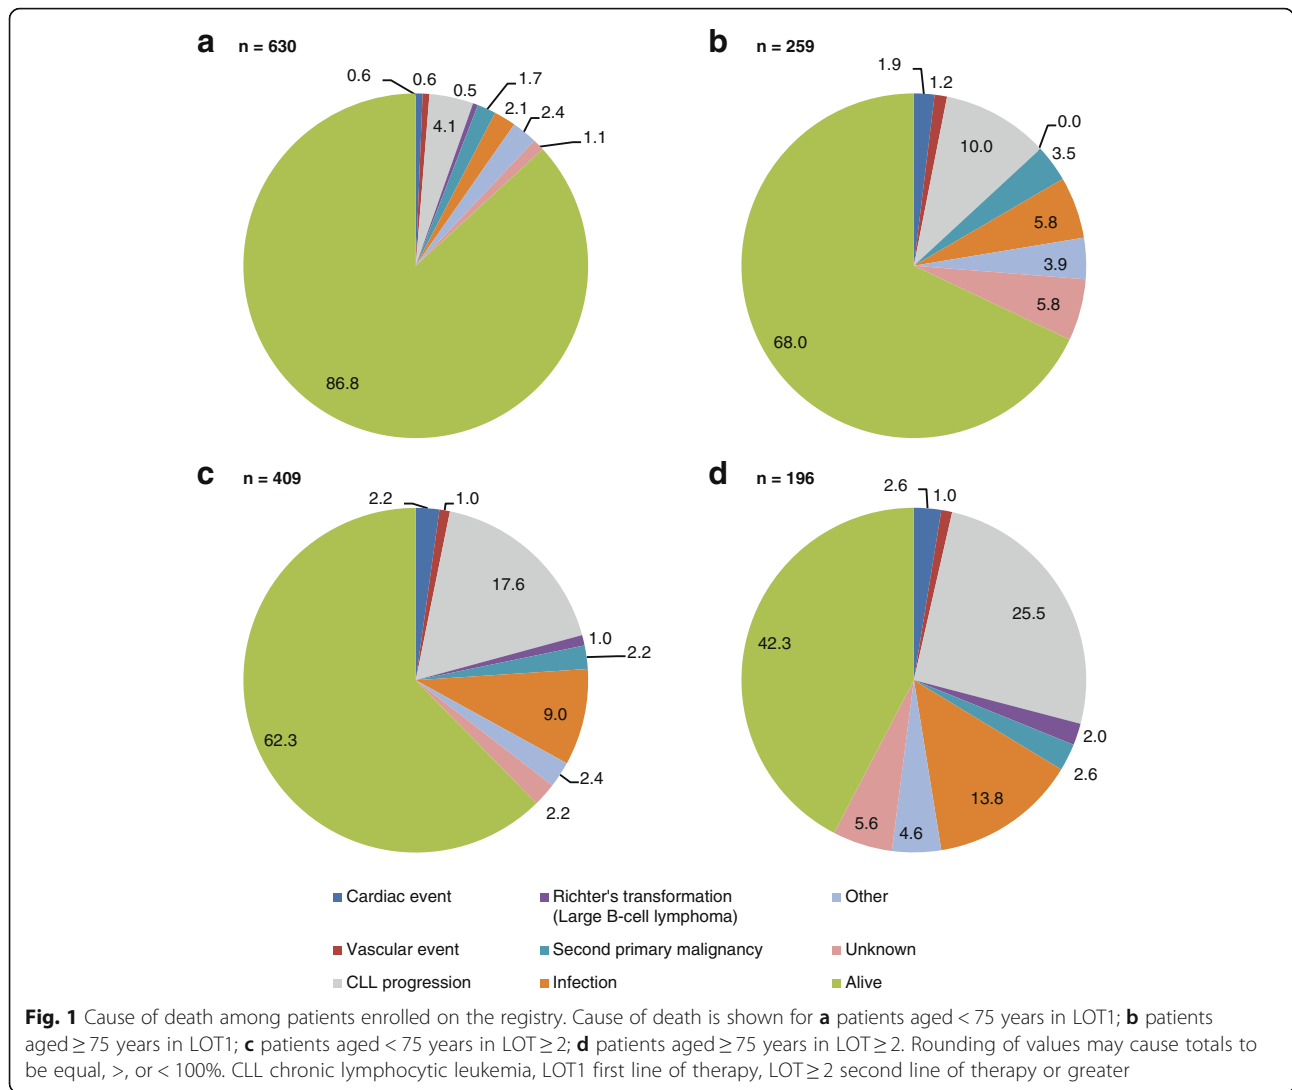 a n = 630
0.6
0.6
0.5
1.7
4.1
2.1
2.4
1.1
86.8
b n = 259
1.9
1.2
0.0
10.0
3.5
5.8
3.9
5.8
68.0
c n = 409
2.2
1.0
17.6
1.0
2.2
9.0
2.4
2.2
62.3
d n = 196
2.6
1.0
25.5
42.3
2.0
2.6
13.8
4.6
5.6
Cardiac event
Richter's transformation
(Large B-cell lymphoma)
Other
Vascular event
Second primary malignancy
Unknown
CLL progression
Infection
Alive
Fig. 1 Cause of death among patients enrolled on the registry. Cause of death is shown for a patients aged < 75 years in LOT1; b patients
aged ≥ 75 years in LOT1; c patients aged < 75 years in LOT ≥ 2; d patients aged ≥ 75 years in LOT ≥ 2. Rounding of values may cause totals to
be equal, >, or < 100%. CLL chronic lymphocytic leukemia, LOT1 first line of therapy, LOT ≥ 2 second line of therapy or greater